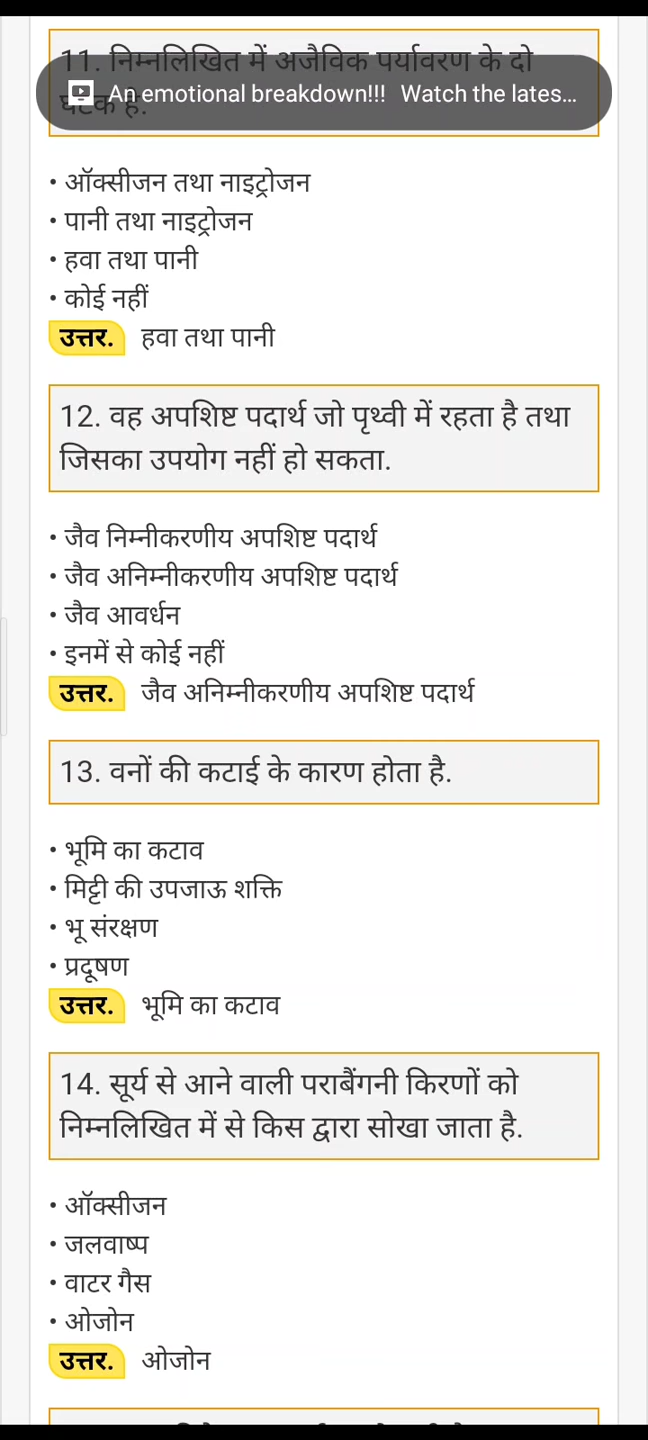 11. निम्नलिखित में अजैविक पर्यावरण के दो
घटक है.
An emotional breakdown!!! Watch the lates...
• ऑक्सीजन तथा नाइट्रोजन
• पानी तथा नाइट्रोजन
• हवा तथा पानी
• कोई नहीं
उत्तर. हवा तथा पानी
12. वह अपशिष्ट पदार्थ जो पृथ्वी में रहता है तथा
जिसका उपयोग नहीं हो सकता.
• जैव निम्नीकरणीय अपशिष्ट पदार्थ
• जैव अनिम्नीकरणीय अपशिष्ट पदार्थ
• जैव आवर्धन
• इनमें से कोई नहीं
उत्तर. जैव अनिम्नीकरणीय अपशिष्ट पदार्थ
13. वनों की कटाई के कारण होता है.
• भूमि का कटाव
• मिट्टी की उपजाऊ शक्ति
• भू संरक्षण
• प्रदूषण
उत्तर. भूमि का कटाव
14. सूर्य से आने वाली पराबैंगनी किरणों को
निम्नलिखित में से किस द्वारा सोखा जाता है.
• ऑक्सीजन
• जलवाष्प
• वाटर गैस
• ओजोन
उत्तर. ओजोन